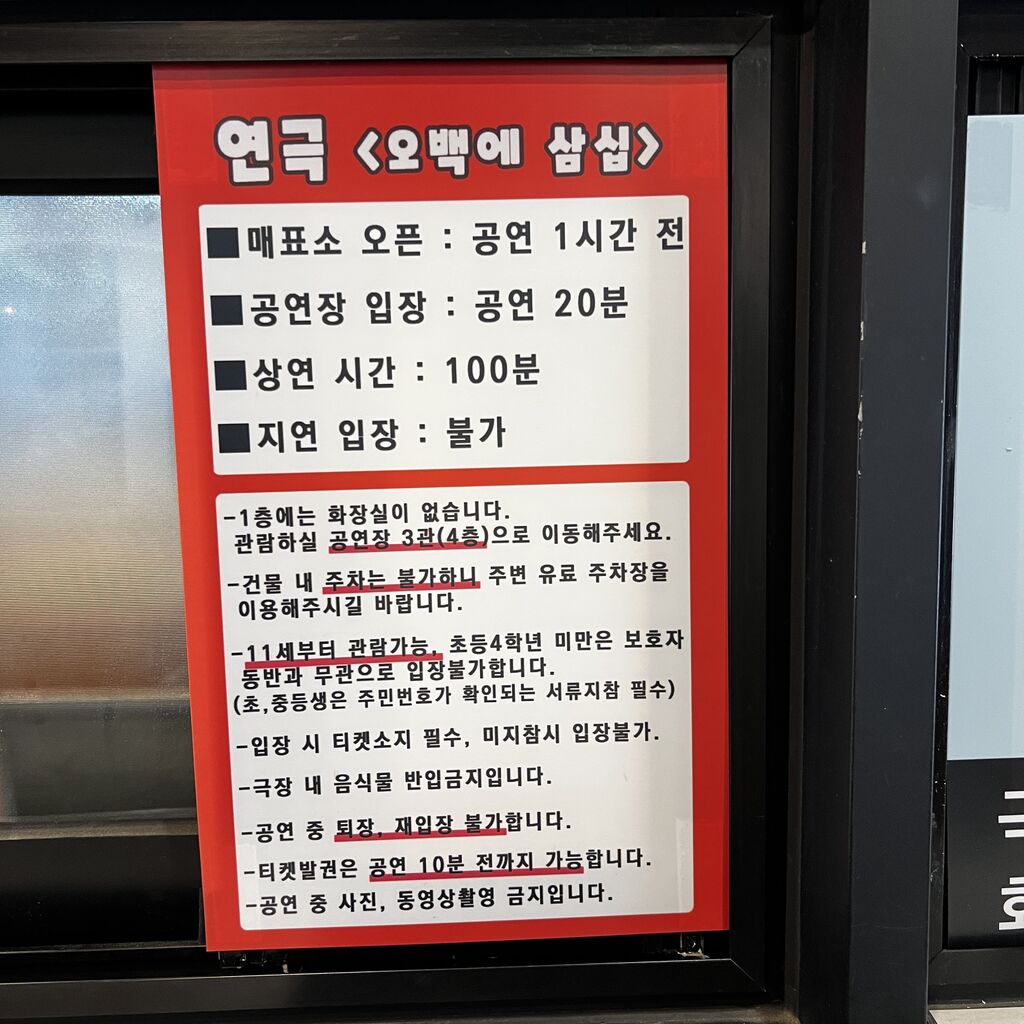 연극 <오백에 삼십>
■매표소 오픈 : 공연 1시간 전
■공연장 입장 : 공연 20분
■상연 시간 : 100분
■지연 입장 : 불가
-1층에는 화장실이 없습니다.
관람하실 공연장 3관(4층)으로 이동해주세요.
-건물 내 주차는 불가하니 주변 유료 주차장을
이용해주시길 바랍니다.
-11세부터 관람가능, 초등4학년 미만은 보호자
동반과 무관으로 입장불가합니다.
(초,중등생은 주민번호가 확인되는 서류지참 필수)
-입장 시 티켓소지 필수, 미지참시 입장불가.
-극장 내 음식물 반입금지입니다.
-공연 중 퇴장, 재입장 불가합니다.
-티켓발권은 공연 10분 전까지 가능합니다.
-공연 중 사진, 동영상촬영 금지입니다.